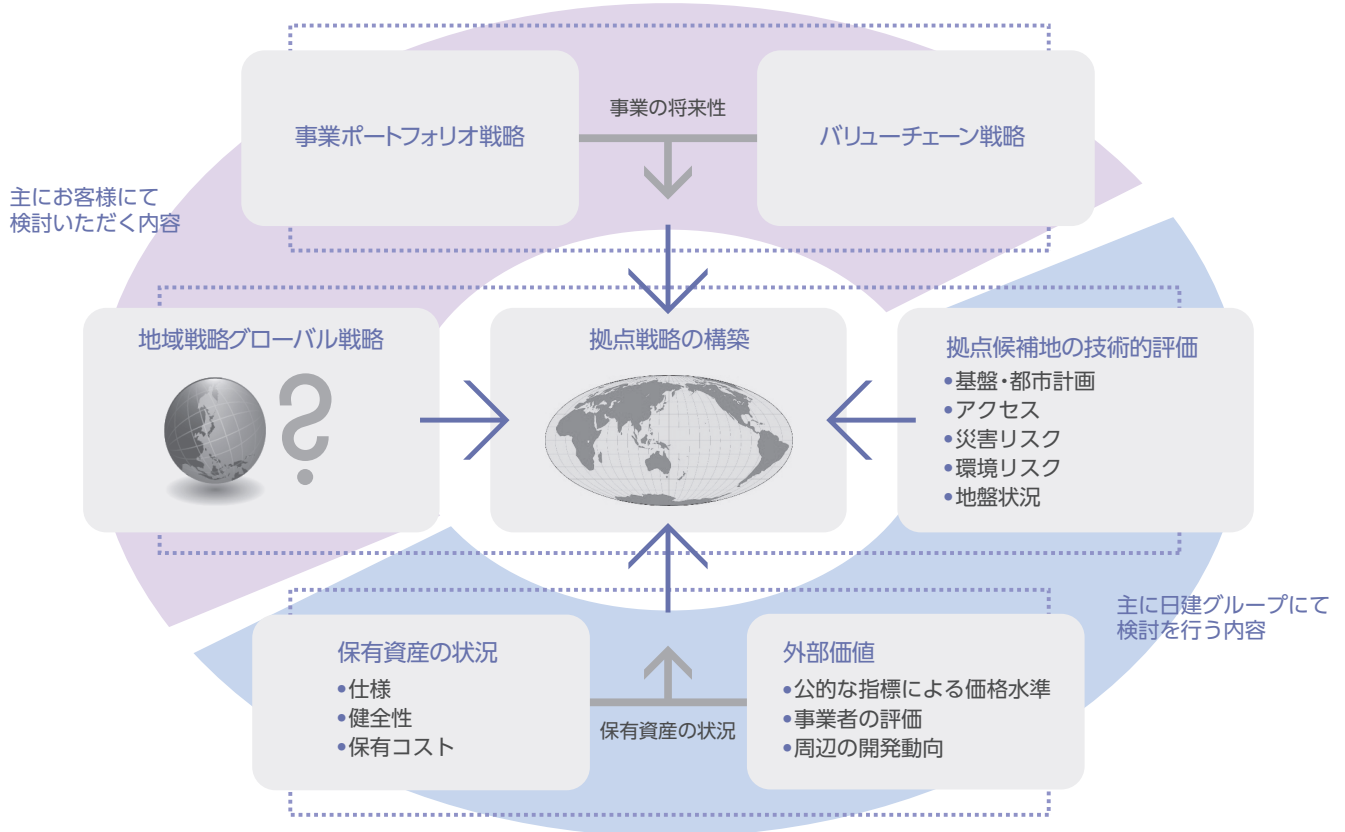 事業ポートフォリオ戦略
事業の将来性
バリューチェーン戦略
主にお客様にて
検討いただく内容
地域戦略グローバル戦略
?
拠点戦略の構築
拠点候補地の技術的評価
•基盤・都市計画
•アクセス
•災害リスク
•環境リスク
•地盤状況
主に日建グループにて
検討を行う内容
保有資産の状況
•仕様
•健全性
•保有コスト
保有資産の状況
外部価値
•公的な指標による価格水準
•事業者の評価
•周辺の開発動向